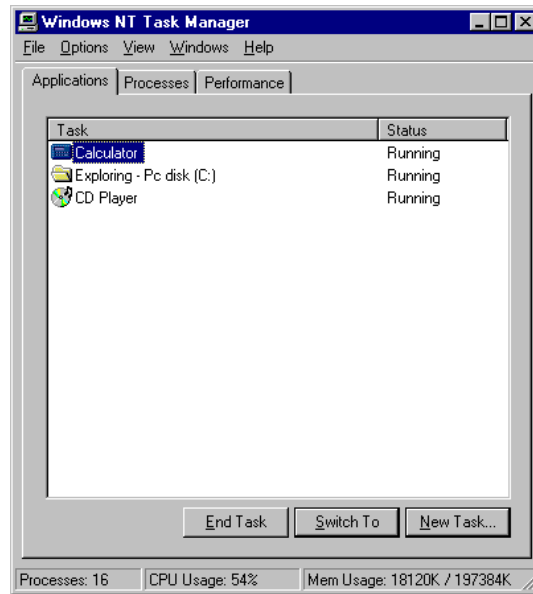 Windows NT Task Manager
File Options View Windows Help
Applications Processes Performance
Task Status
Calculator Running
Exploring - Pc disk (C:) Running
CD Player Running
End Task Switch To New Task...
Processes: 16 CPU Usage: 54% Mem Usage: 18120K / 197384K